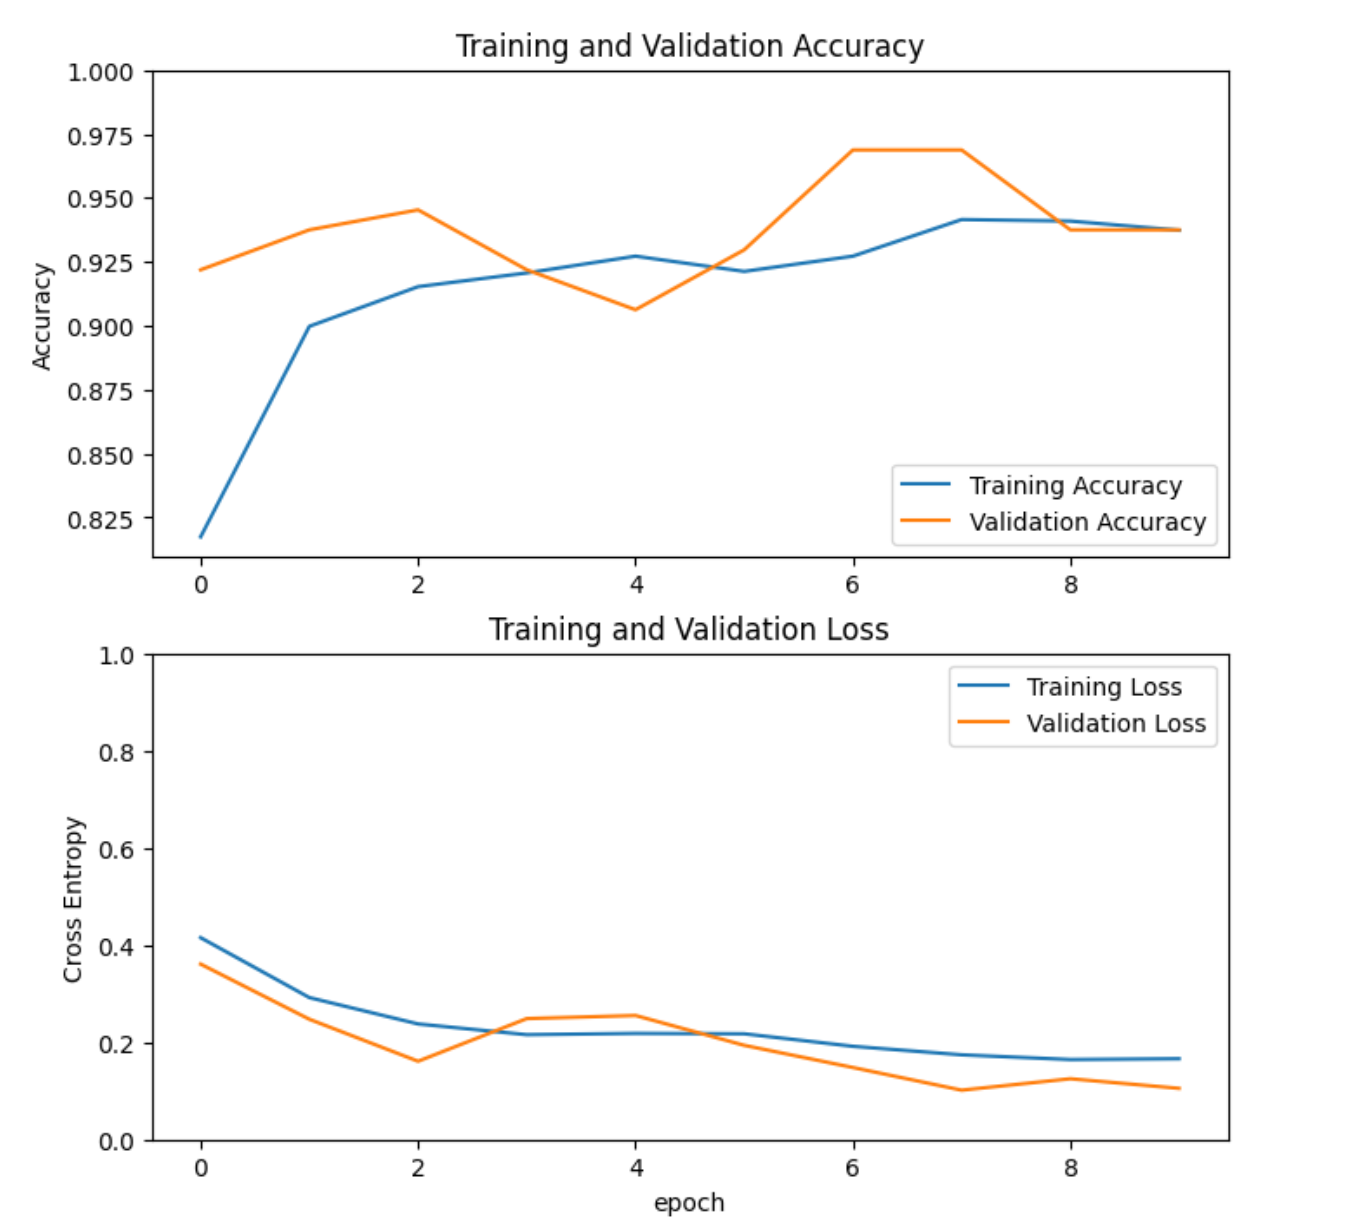 Training and Validation Accuracy
1.000
0.975
0.950
0.925
0.900
0.875
0.850
0.825
Accuracy
Training Accuracy
Validation Accuracy
0 2 4 6 8
Training and Validation Loss
1.0
0.8
0.6
0.4
0.2
0.0
Cross Entropy
Training Loss
Validation Loss
0 2 4 6 8
epoch